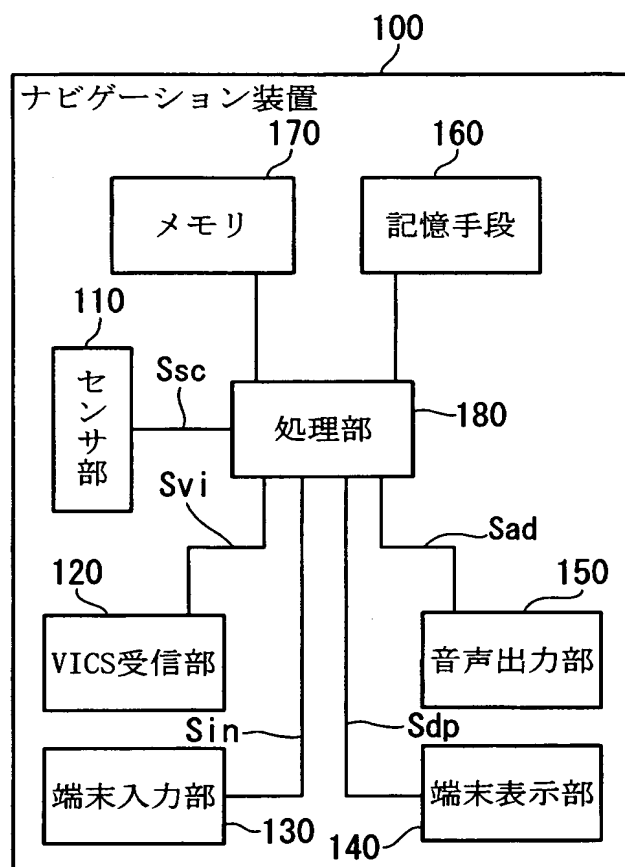 100
ナビゲーション装置
170
160
メモリ
記憶手段
110
センサ部
Ssc
処理部
180
Svi
Sad
120
150
VICS受信部
音声出力部
Sin
Sdp
端末入力部
端末表示部
130
140